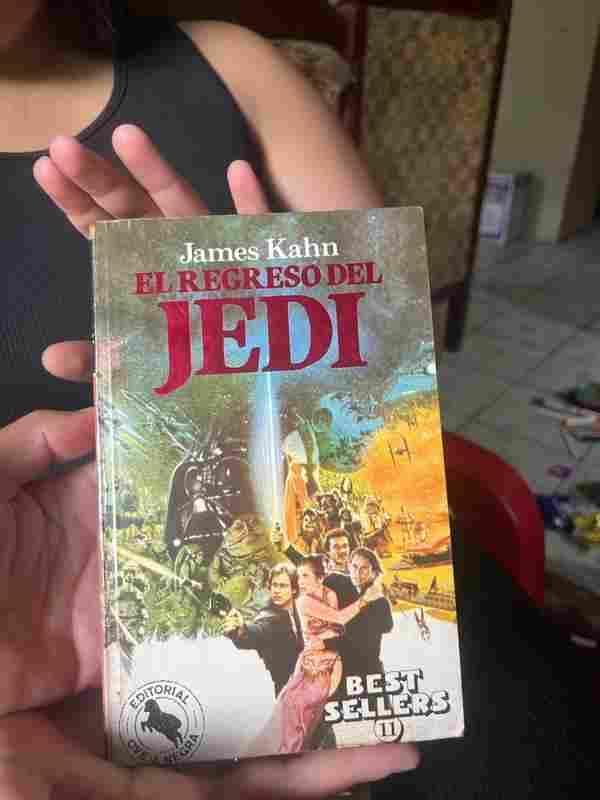 James Kahn
EL REGRESO DEL
JEDI
BEST
SELLERS
11
EDITORIAL
OVEJA NEGRA